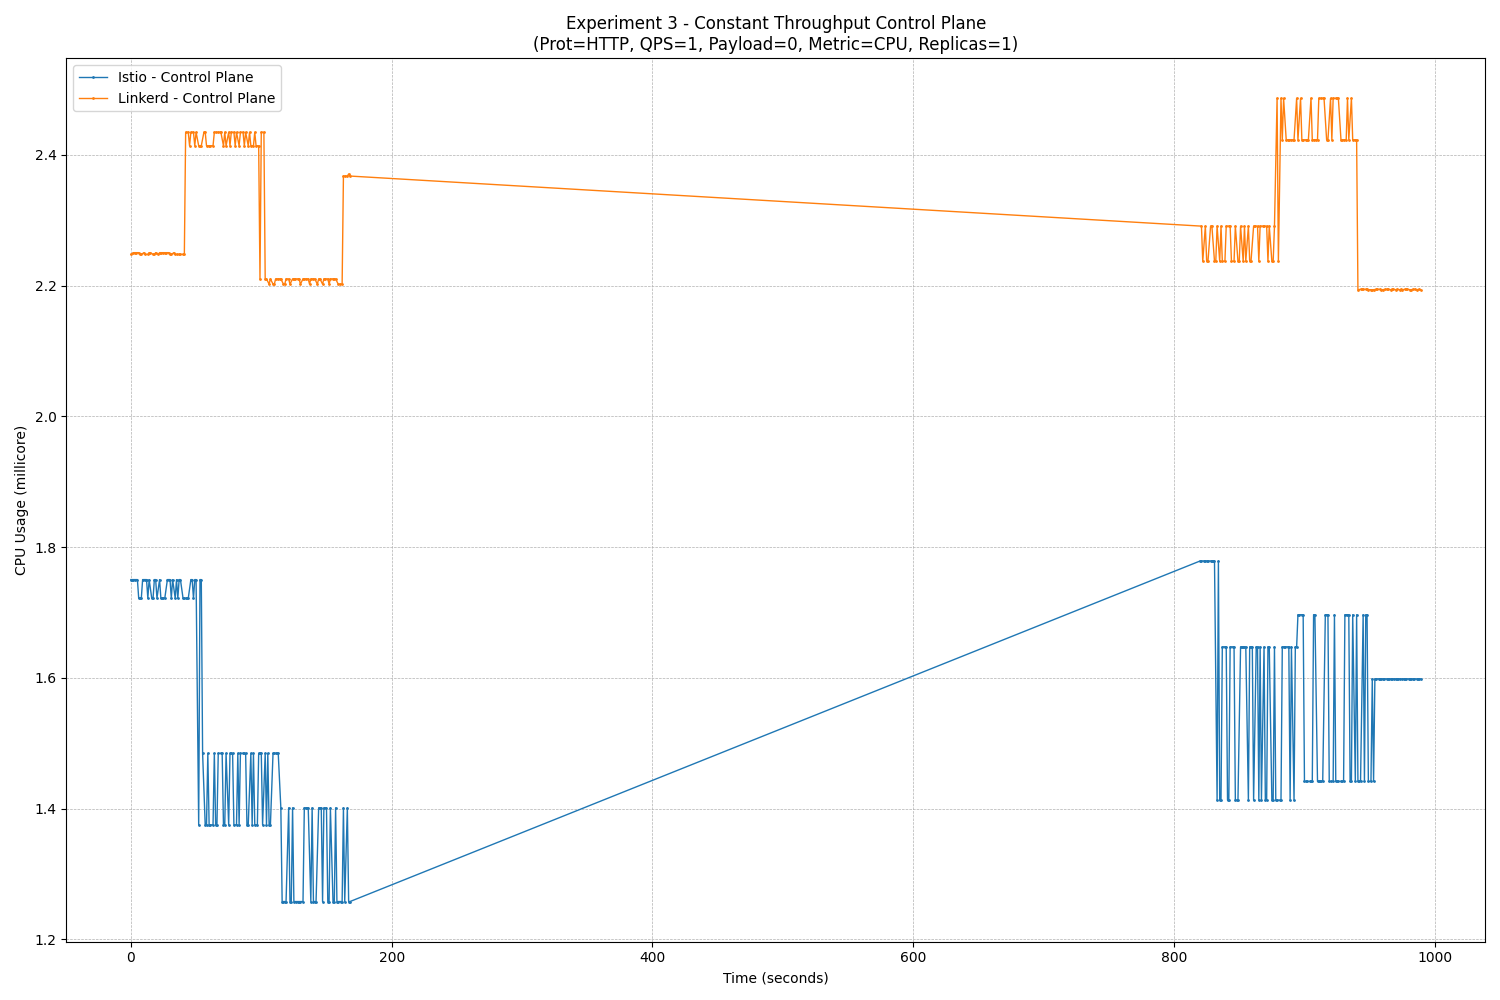 Experiment 3 - Constant Throughput Control Plane
(Prot=HTTP, QPS=1, Payload=0, Metric=CPU, Replicas=1)
Istio - Control Plane
Linkerd - Control Plane
CPU Usage (millicore)
2.4
2.2
2.0
1.8
1.6
1.4
1.2
0
200
400
600
800
1000
Time (seconds)